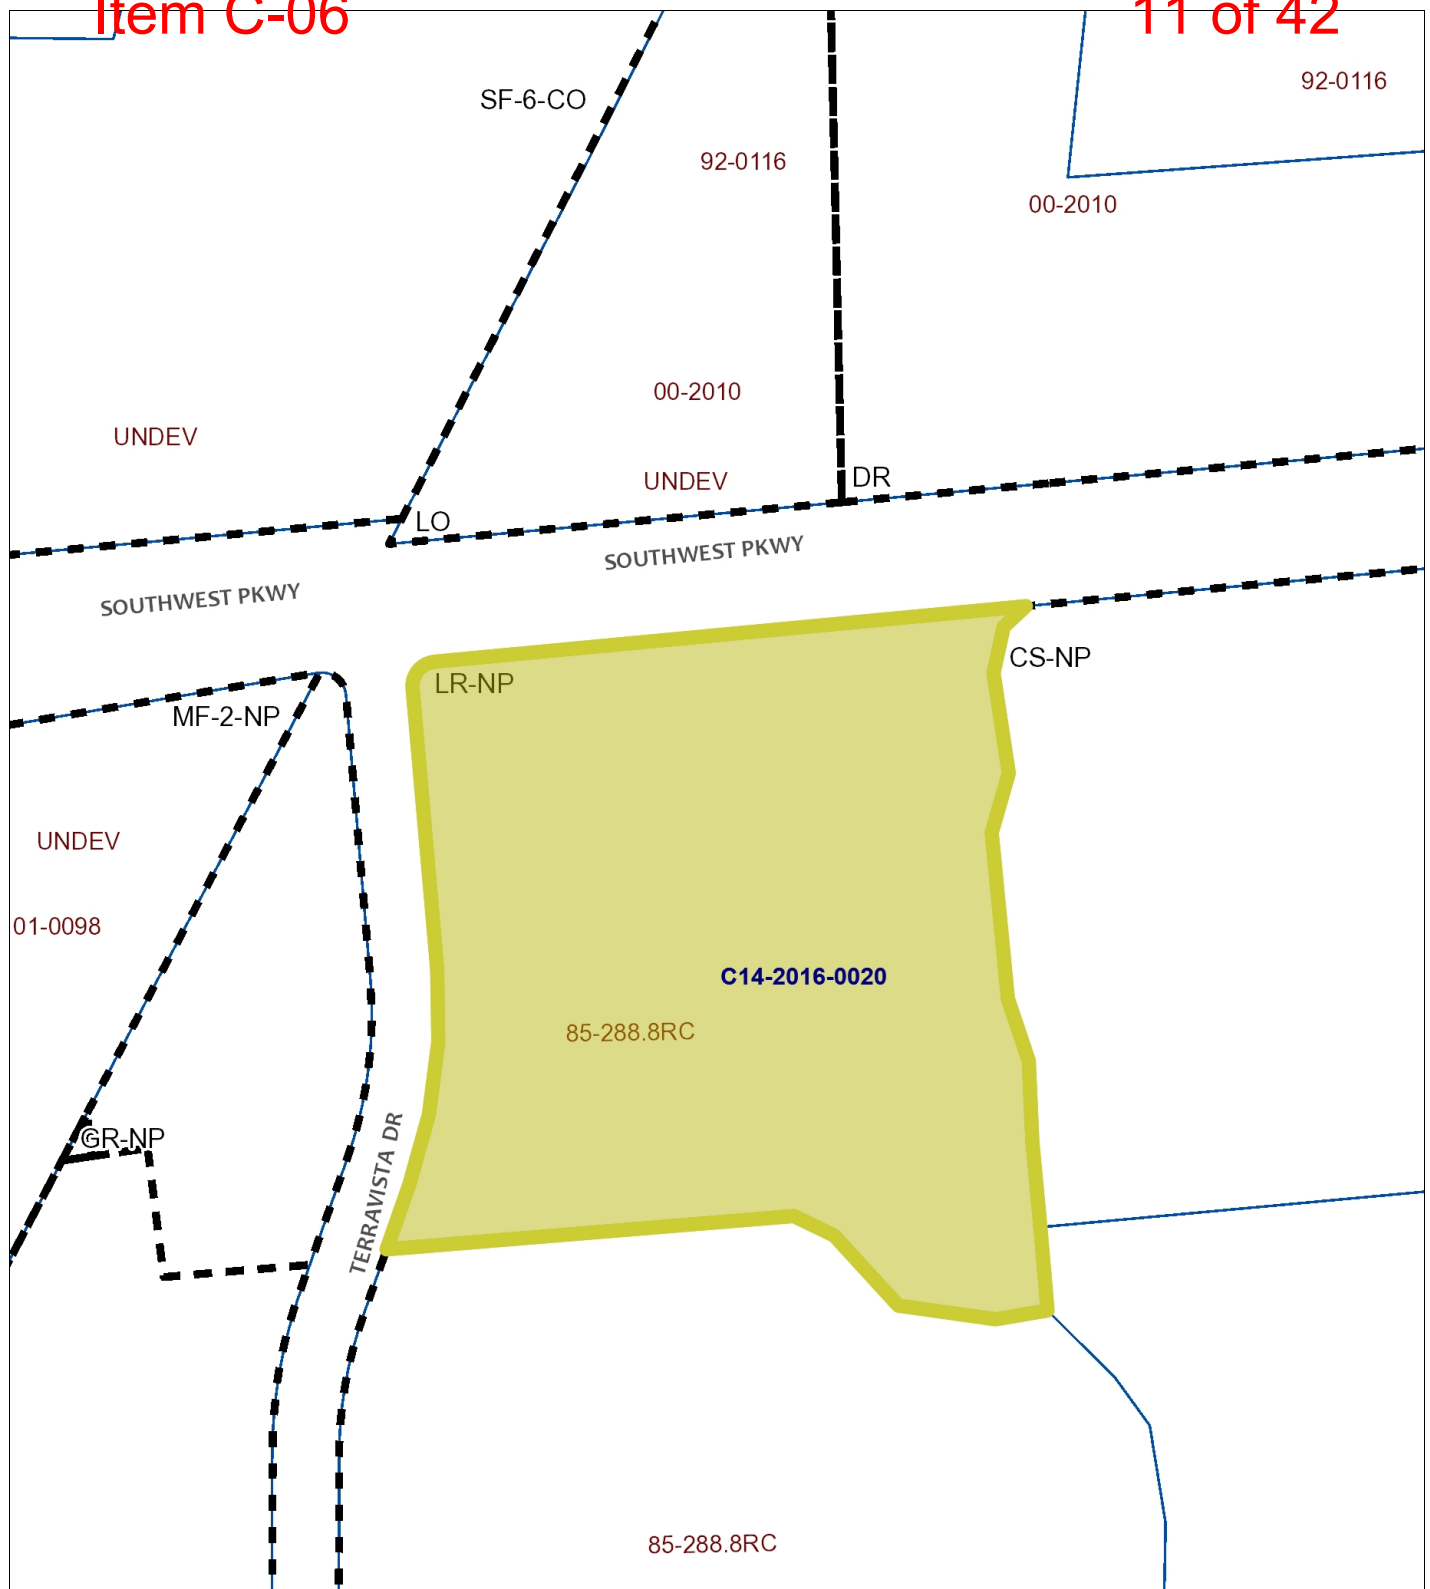 Item C-06
11 of 42
92-0116
SF-6-CO
92-0116
00-2010
00-2010
UNDEV
UNDEV
DR
LO
SOUTHWEST PKWY
SOUTHWEST PKWY
CS-NP
LR-NP
MF-2-NP
UNDEV
01-0098
C14-2016-0020
85-288.8RC
GR-NP
TERRAVISTA DR
85-288.8RC